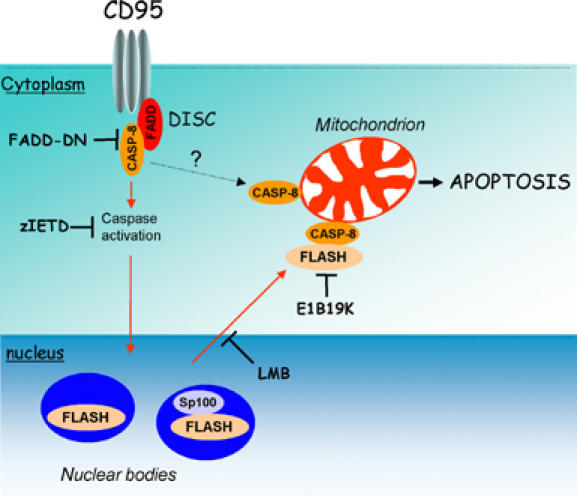 CD95
Cytoplasm
FADD
DISC
FADD-DN
CASP-8
?
Mitochondrion
CASP-8
APOPTOSIS
zIETD
Caspase
activation
CASP-8
FLASH
E1B19K
nucleus
LMB
Sp100
FLASH
FLASH
Nuclear bodies